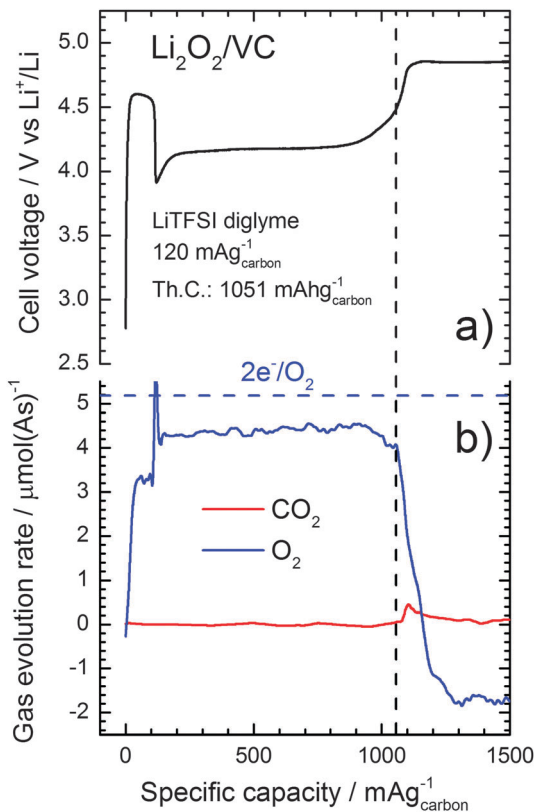 Li₂O₂/VC
5.0
4.5
4.0
3.5
3.0
2.5
Cell voltage / V vs Li⁺/Li
LiTFSI diglyme
120 mAg⁻¹carbon
Th.C.: 1051 mAhg⁻¹carbon
a)
2e⁻/O₂
b)
5
4
3
2
1
0
-1
-2
Gas evolution rate / μmol(As)⁻¹
CO₂
O₂
0
500
1000
1500
Specific capacity / mAg⁻¹carbon